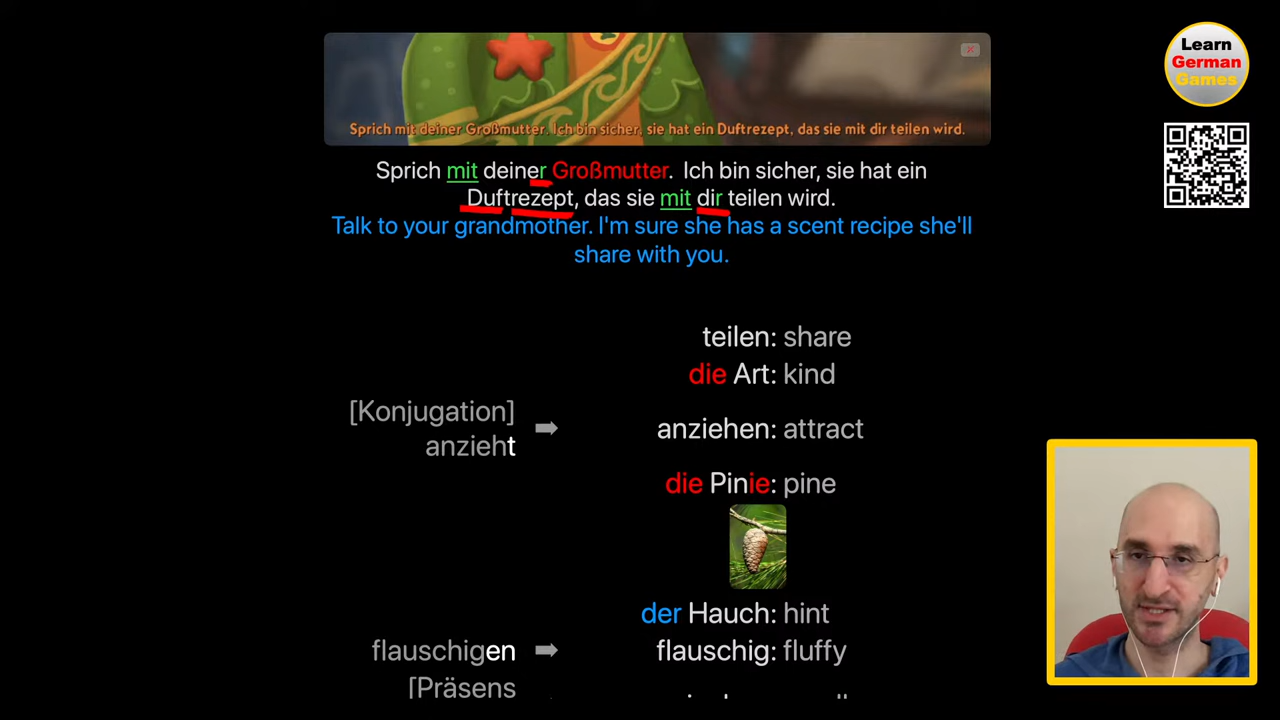 Learn
German
Games
Sprich mit deiner Großmutter. Ich bin sicher, sie hat ein Duftrezept, das sie mit dir teilen wird.
Sprich mit deiner Großmutter. Ich bin sicher, sie hat ein
Duftrezept, das sie mit dir teilen wird.
Talk to your grandmother. I'm sure she has a scent recipe she'll
share with you.
teilen: share
die Art: kind
[Konjugation]
anzieht ➡ anziehen: attract
die Pinie: pine
der Hauch: hint
flauschigen ➡ flauschig: fluffy
[Präsens